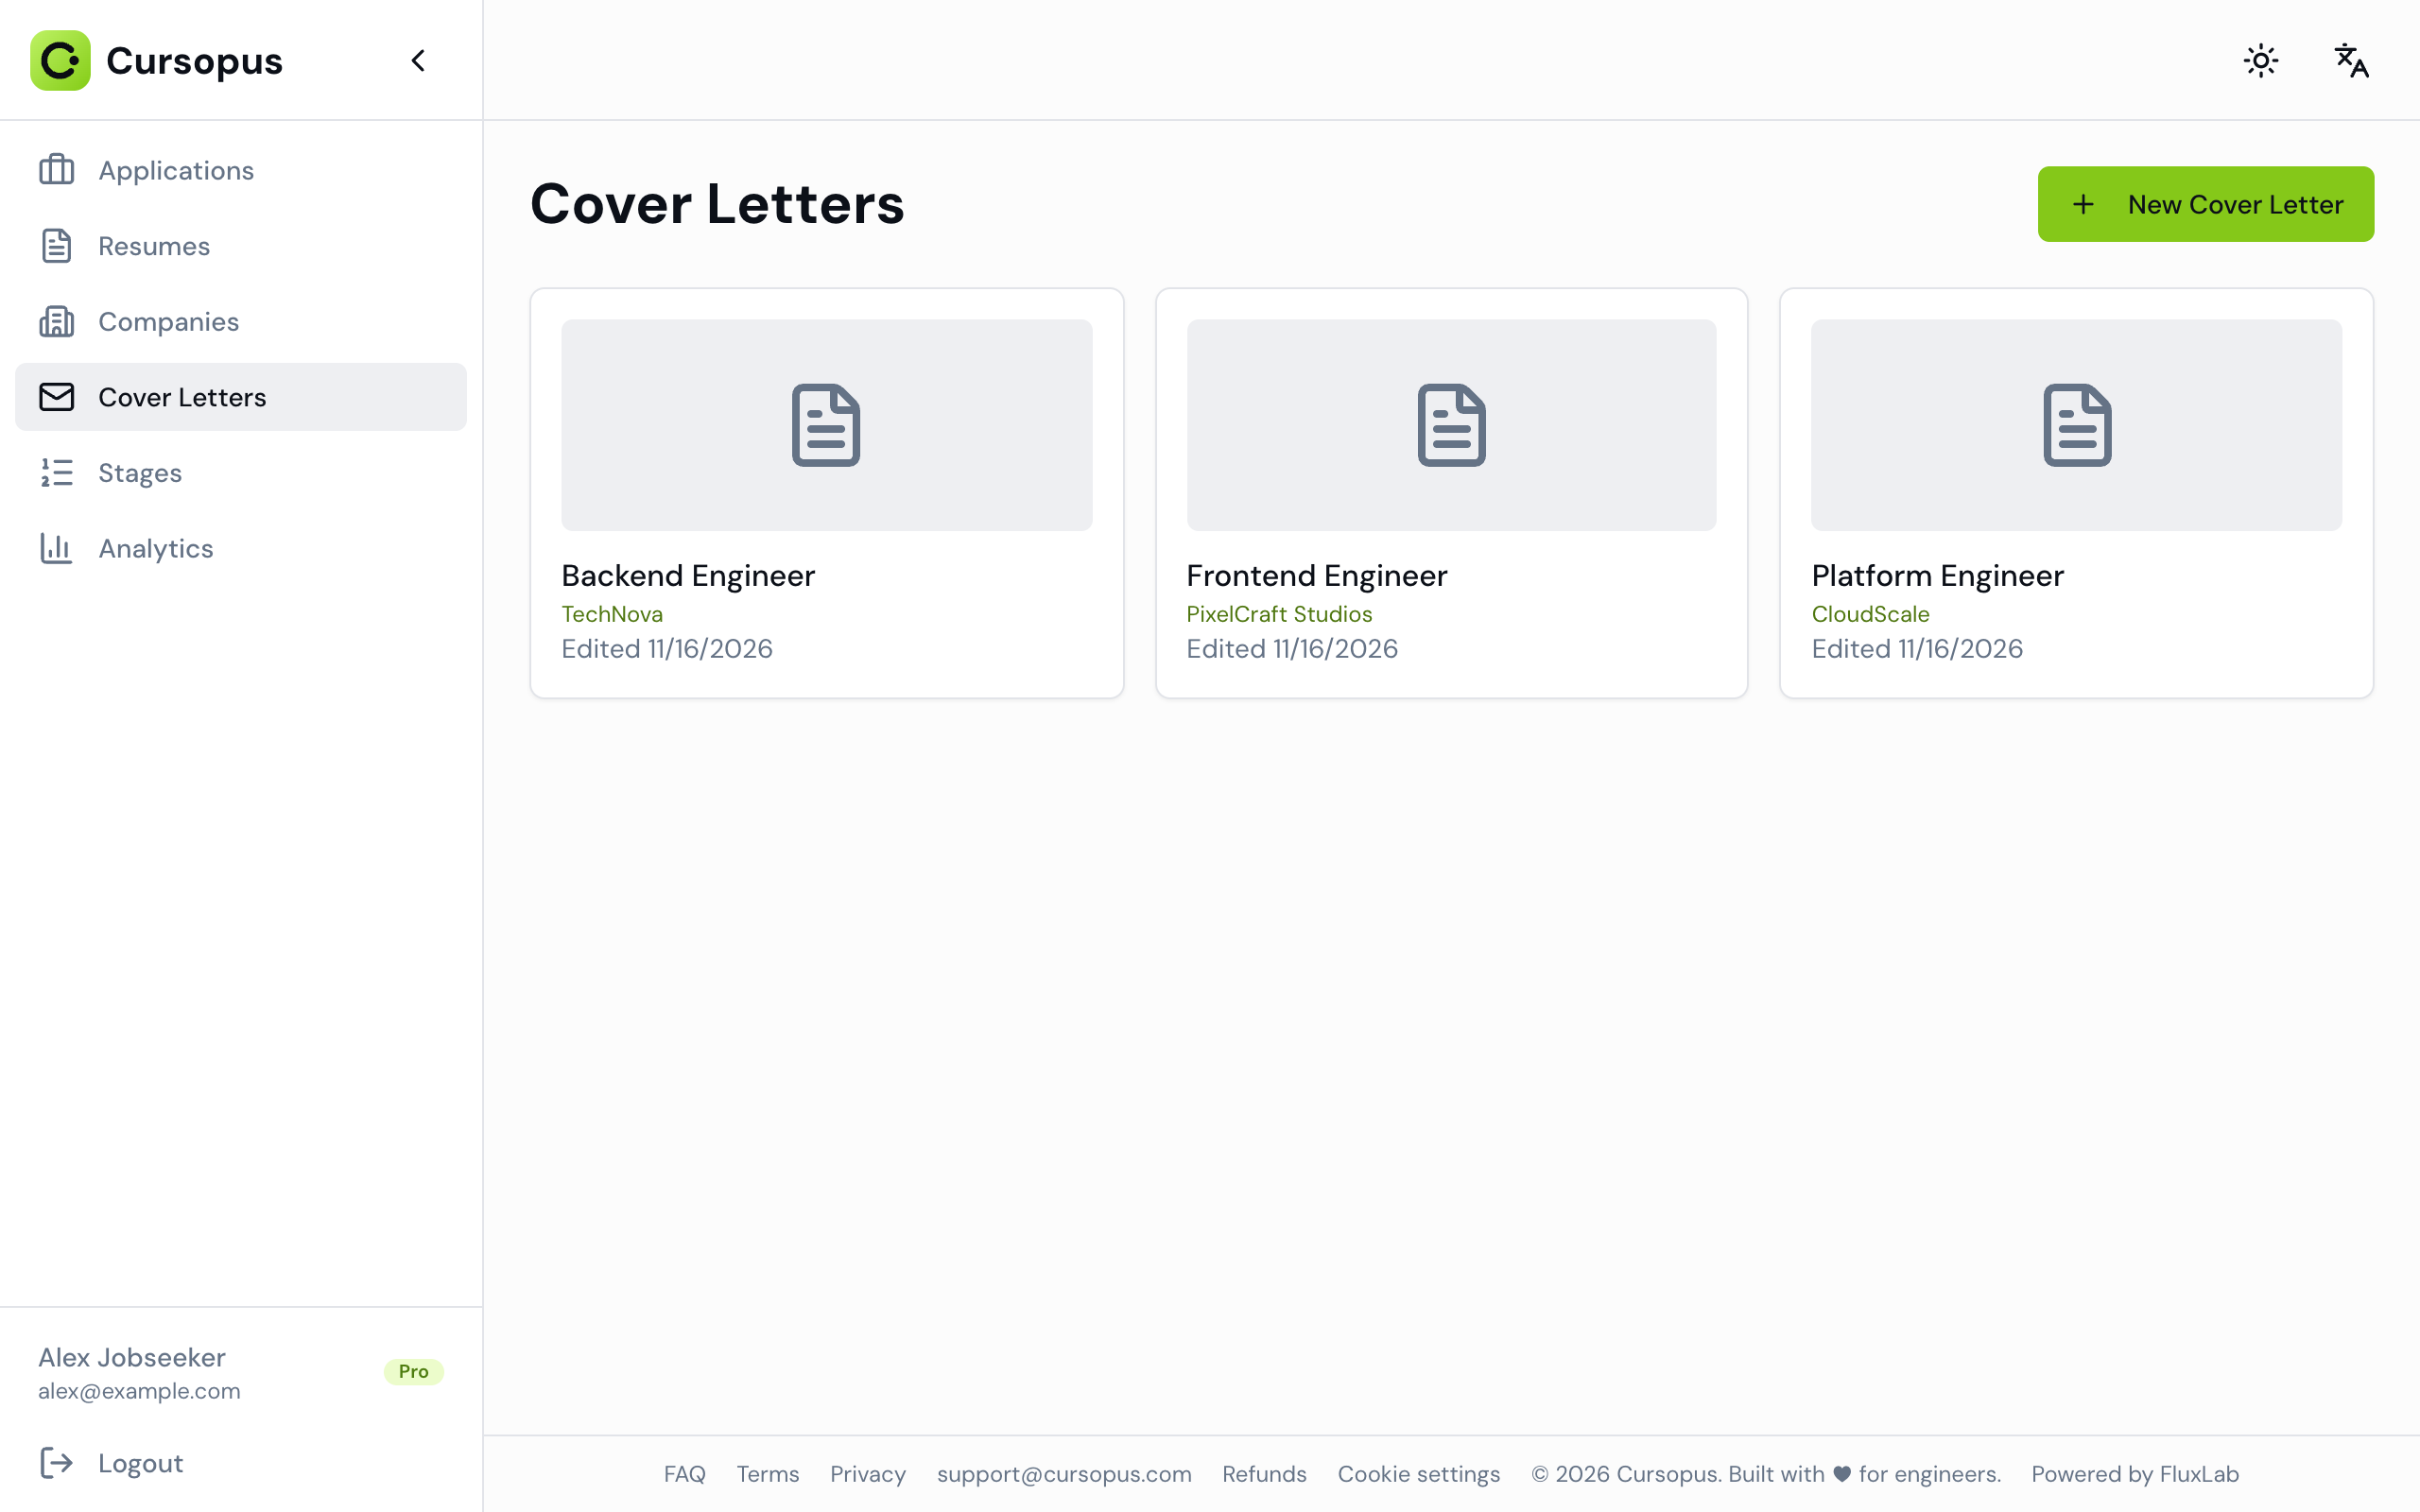 Cursopus
Applications
Resumes
Companies
Cover Letters
Stages
Analytics
Alex Jobseeker
alex@example.com
Pro
Logout
Cover Letters
New Cover Letter
Backend Engineer
TechNova
Edited 11/16/2026
Frontend Engineer
PixelCraft Studios
Edited 11/16/2026
Platform Engineer
CloudScale
Edited 11/16/2026
FAQ Terms Privacy support@cursopus.com Refunds Cookie settings © 2026 Cursopus. Built with ♥ for engineers. Powered by FluxLab